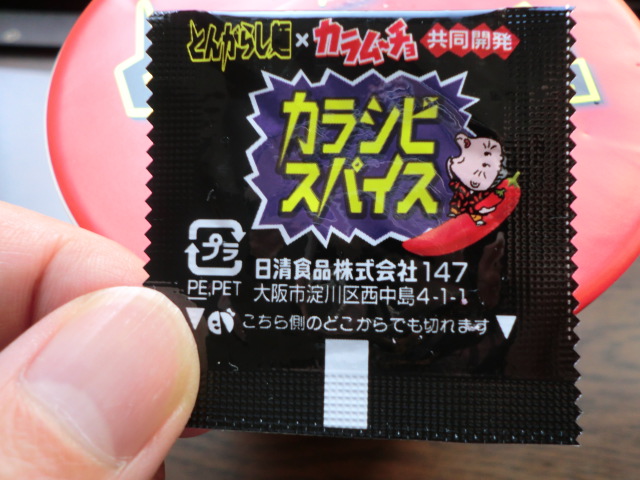 とんがらし麺×カラムーチョ 共同開発
カラシビ
スパイス
プラ
PE.PET
日清食品株式会社147
大阪市淀川区西中島4-1-1
こちら側のどこからでも切れます